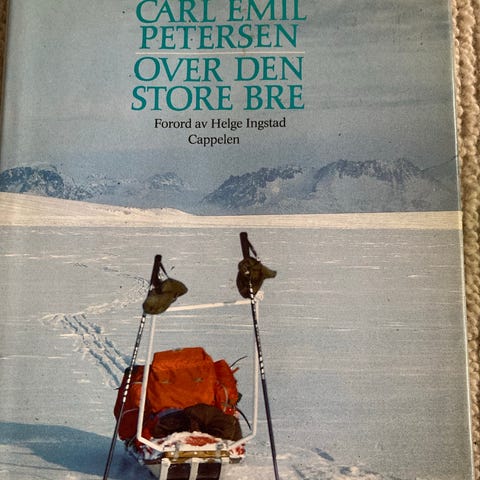 CARL EMIL
PETERSEN
OVER DEN
STORE BRE
Forord av Helge Ingstad
Cappelen